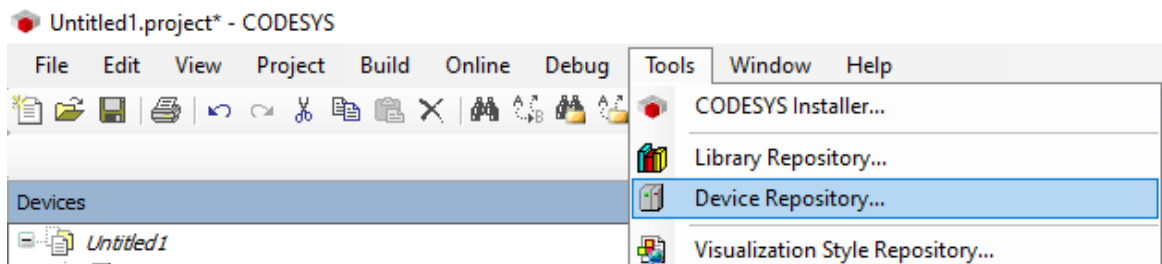 Untitled1.project* - CODESYS
File Edit View Project Build Online Debug Tools Window Help
CODESYS Installer...
Library Repository...
Devices
Device Repository...
Untitled1
Visualization Style Repository...